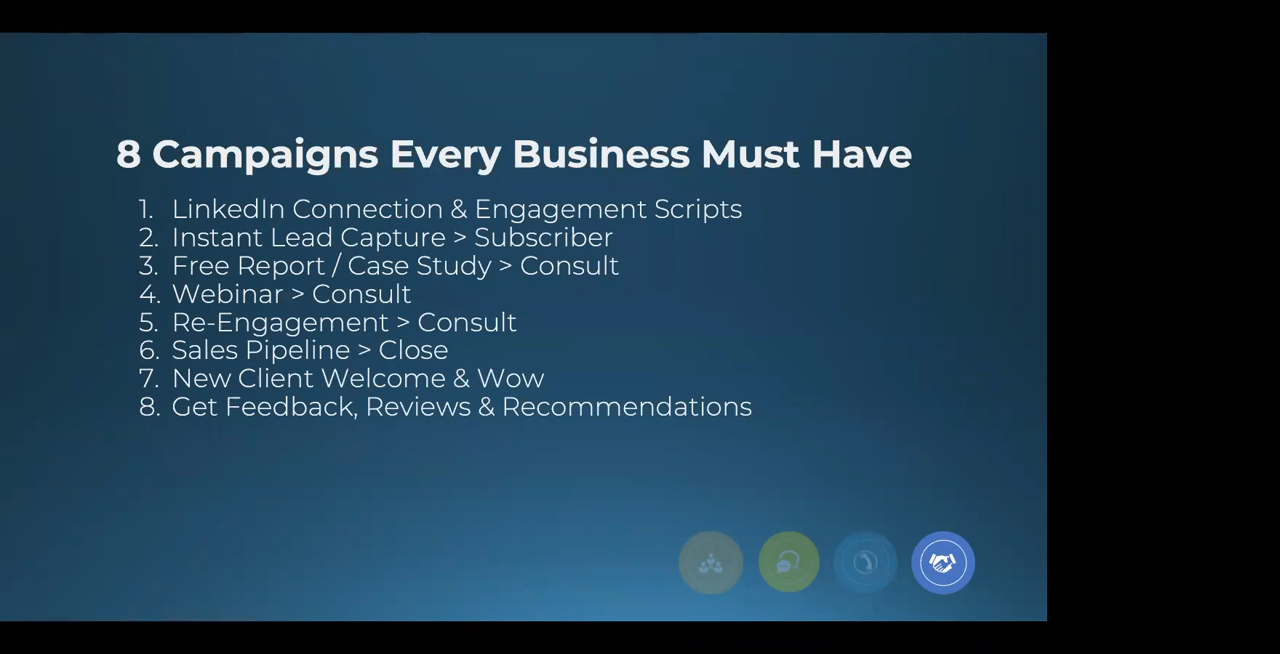 8 Campaigns Every Business Must Have
1. LinkedIn Connection & Engagement Scripts
2. Instant Lead Capture > Subscriber
3. Free Report / Case Study > Consult
4. Webinar > Consult
5. Re-Engagement > Consult
6. Sales Pipeline > Close
7. New Client Welcome & Wow
8. Get Feedback, Reviews & Recommendations